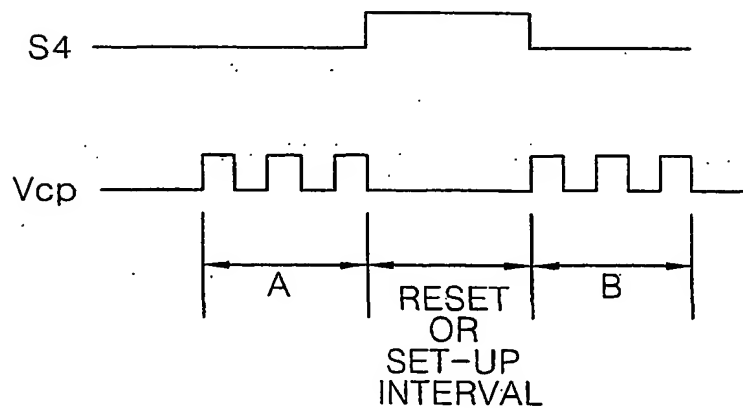 S4
Vcp
A
RESET
OR
SET-UP
INTERVAL
B